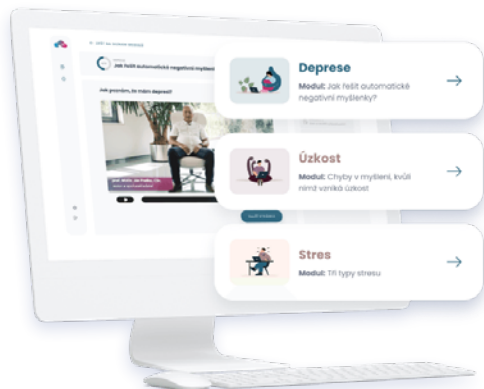 Jak řešit automatické negativní myšlenky
Jak poznám, že mám depresi?
Deprese
Modul: Jak řešit automatické
negativní myšlenky?
Úzkost
Modul: Chyby v myšlení, kvůli
nimž vzniká úzkost
Stres
Modul: Tři typy stresu